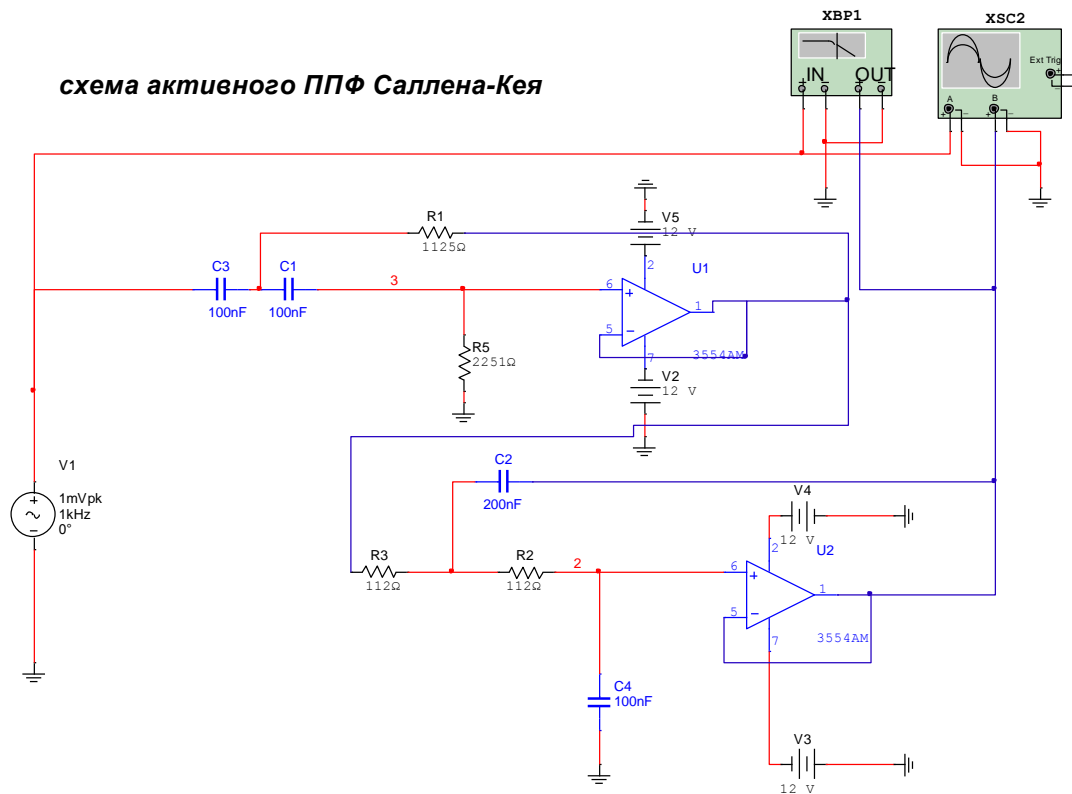 XBP1
XSC2
схема активного ППФ Саллена-Кея
IN OUT
+ − + −
Ext Trig
+
−
A B
+ − + −
R1
1125Ω
V5
12 V
2
U1
C3
100nF
C1
100nF
3
6
+
1
5
−
7
3554AM
R5
2251Ω
V2
12 V
V1
+
−
1mVpk
1kHz
0°
C2
200nF
V4
12 V
2
U2
R3
112Ω
R2
112Ω
2
6
+
1
5
−
7
3554AM
C4
100nF
V3
12 V